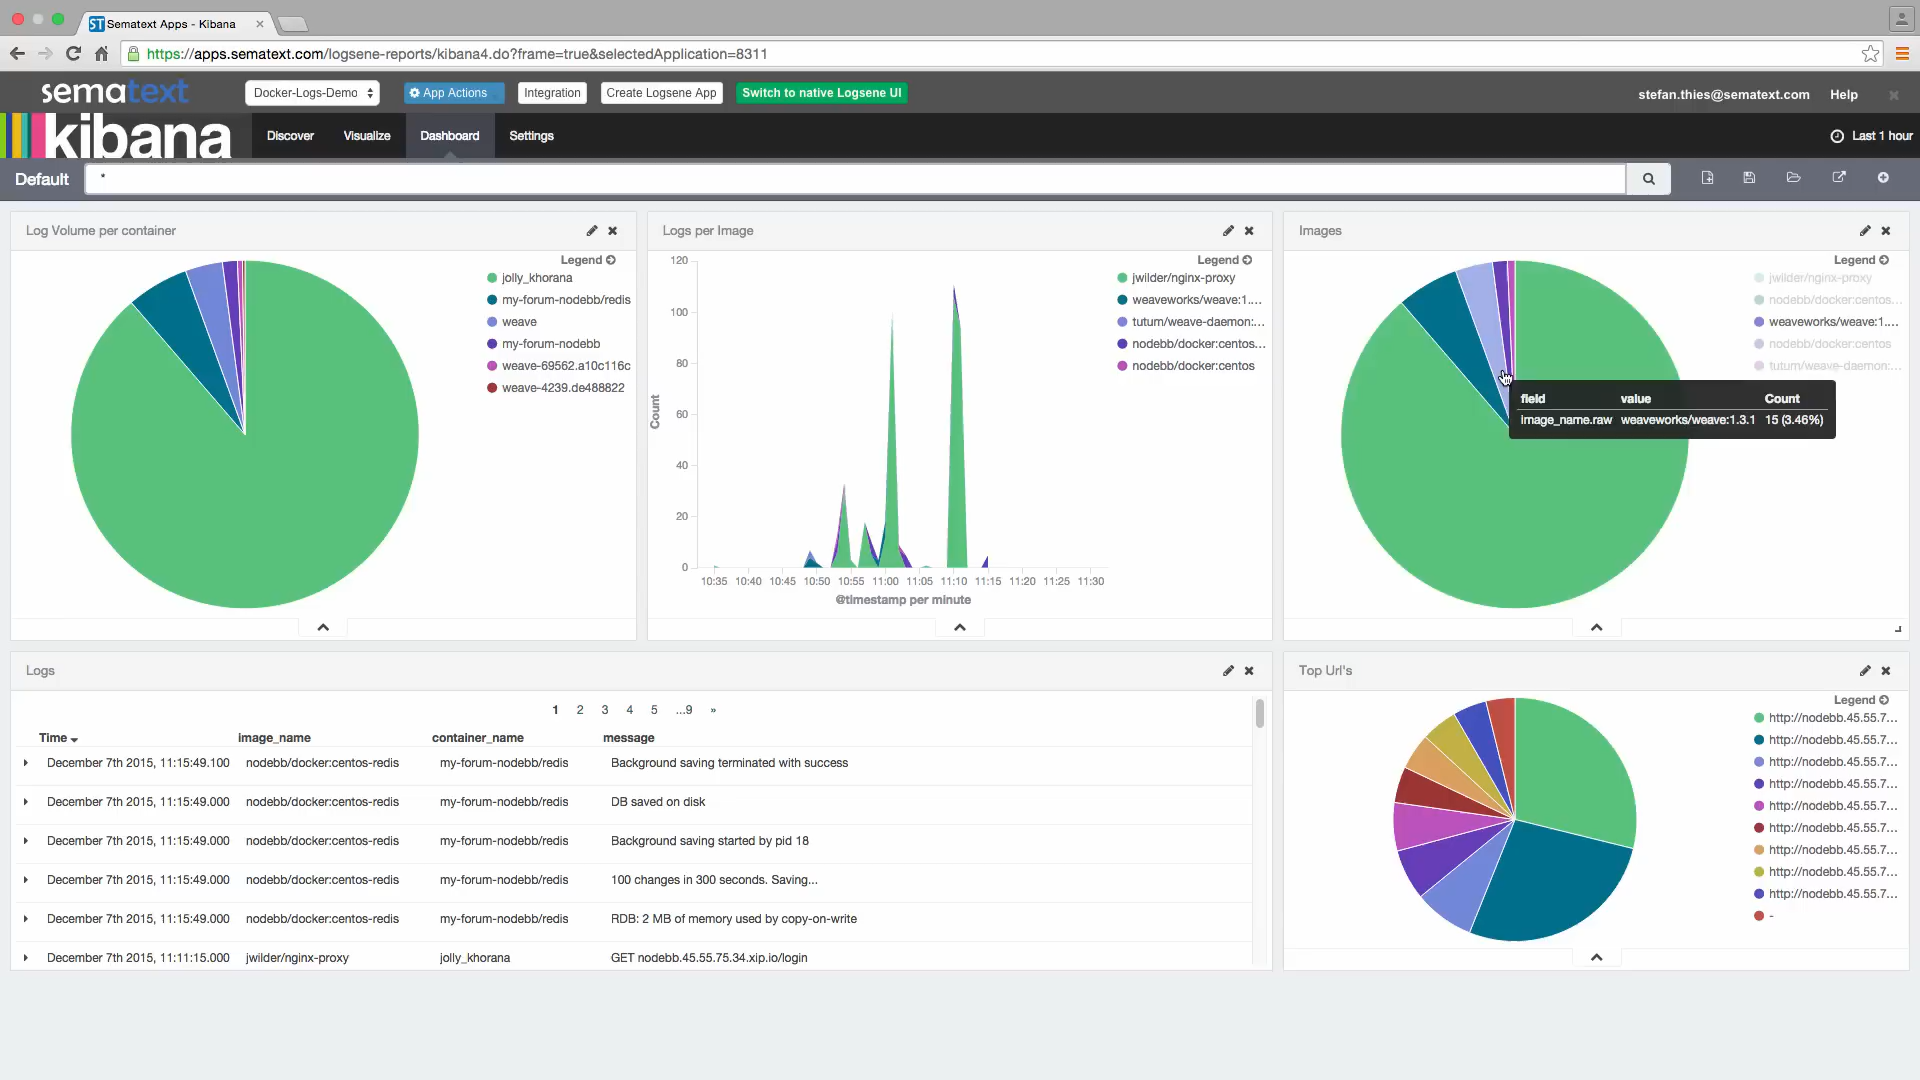 ST Sematext Apps - Kibana
https://apps.sematext.com/logsene-reports/kibana4.do?frame=true&selectedApplication=8311
sematext
Docker-Logs-Demo
App Actions
Integration
Create Logsene App
Switch to native Logsene UI
stefan.thies@sematext.com
Help
kibana
Discover
Visualize
Dashboard
Settings
Last 1 hour
Default
*
Log Volume per container
Legend
jolly_khorana
my-forum-nodebb/redis
weave
my-forum-nodebb
weave-69562.a10c116c
weave-4239.de488822
Logs per Image
Legend
jwilder/nginx-proxy
weaveworks/weave:1....
tutum/weave-daemon:...
nodebb/docker:centos...
nodebb/docker:centos
120
100
80
60
40
20
0
Count
10:35 10:40 10:45 10:50 10:55 11:00 11:05 11:10 11:15 11:20 11:25 11:30
@timestamp per minute
Images
Legend
jwilder/nginx-proxy
nodebb/docker:centos...
weaveworks/weave:1....
nodebb/docker:centos
tutum/weave-daemon:...
field value Count
image_name.raw weaveworks/weave:1.3.1 15 (3.46%)
Logs
1 2 3 4 5 ...9 »
Time image_name container_name message
December 7th 2015, 11:15:49.100 nodebb/docker:centos-redis my-forum-nodebb/redis Background saving terminated with success
December 7th 2015, 11:15:49.000 nodebb/docker:centos-redis my-forum-nodebb/redis DB saved on disk
December 7th 2015, 11:15:49.000 nodebb/docker:centos-redis my-forum-nodebb/redis Background saving started by pid 18
December 7th 2015, 11:15:49.000 nodebb/docker:centos-redis my-forum-nodebb/redis 100 changes in 300 seconds. Saving...
December 7th 2015, 11:15:49.000 nodebb/docker:centos-redis my-forum-nodebb/redis RDB: 2 MB of memory used by copy-on-write
December 7th 2015, 11:11:15.000 jwilder/nginx-proxy jolly_khorana GET nodebb.45.55.75.34.xip.io/login
Top Url's
Legend
http://nodebb.45.55.7...
http://nodebb.45.55.7...
http://nodebb.45.55.7...
http://nodebb.45.55.7...
http://nodebb.45.55.7...
http://nodebb.45.55.7...
http://nodebb.45.55.7...
http://nodebb.45.55.7...
http://nodebb.45.55.7...
-